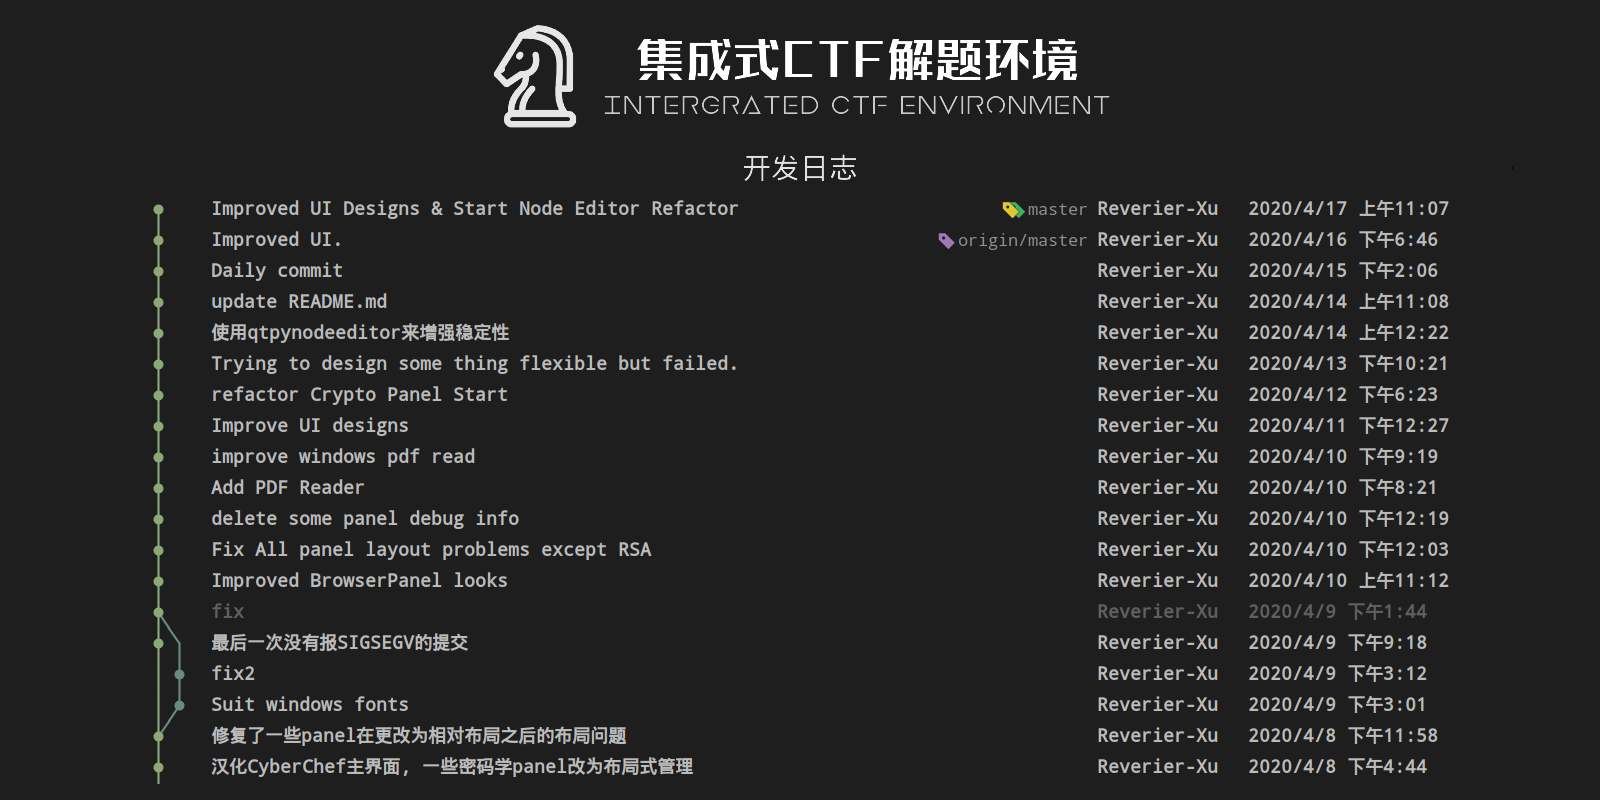 集成式CTF解题环境
INTERGRATED CTF ENVIRONMENT
开发日志
Improved UI Designs & Start Node Editor Refactor master Reverier-Xu 2020/4/17 上午11:07
Improved UI. origin/master Reverier-Xu 2020/4/16 下午6:46
Daily commit Reverier-Xu 2020/4/15 下午2:06
update README.md Reverier-Xu 2020/4/14 上午11:08
使用qtpynodeeditor来增强稳定性 Reverier-Xu 2020/4/14 上午12:22
Trying to design some thing flexible but failed. Reverier-Xu 2020/4/13 下午10:21
refactor Crypto Panel Start Reverier-Xu 2020/4/12 下午6:23
Improve UI designs Reverier-Xu 2020/4/11 下午12:27
improve windows pdf read Reverier-Xu 2020/4/10 下午9:19
Add PDF Reader Reverier-Xu 2020/4/10 下午8:21
delete some panel debug info Reverier-Xu 2020/4/10 下午12:19
Fix All panel layout problems except RSA Reverier-Xu 2020/4/10 下午12:03
Improved BrowserPanel looks Reverier-Xu 2020/4/10 上午11:12
fix Reverier-Xu 2020/4/9 下午1:44
最后一次没有报SIGSEGV的提交 Reverier-Xu 2020/4/9 下午9:18
fix2 Reverier-Xu 2020/4/9 下午3:12
Suit windows fonts Reverier-Xu 2020/4/9 下午3:01
修复了一些panel在更改为相对布局之后的布局问题 Reverier-Xu 2020/4/8 下午11:58
汉化CyberChef主界面, 一些密码学panel改为布局式管理 Reverier-Xu 2020/4/8 下午4:44